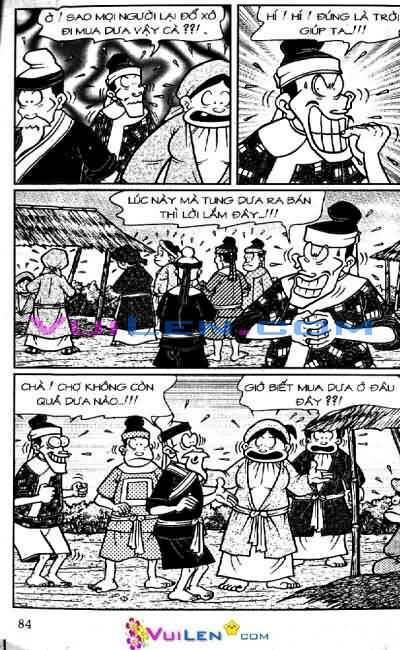 Ở ! SAO MỌI NGƯỜI LẠI ĐỔ XÔ
ĐI MUA DƯA VẬY CÀ ??! .
HÍ ! HÍ ! ĐÚNG LÀ TRỜI
GIÚP TA...!!!
LÚC NÀY MÀ TUNG DƯA RA BÁN
THÌ LỜI LẮM ĐÂY...!!!
VUILEN.COM
CHÀ ! CHỢ KHÔNG CÒN
QUẢ DƯA NÀO...!!!
GIỜ BIẾT MUA DƯA Ở ĐÂU
ĐÂY ??!
84
VUILEN.COM